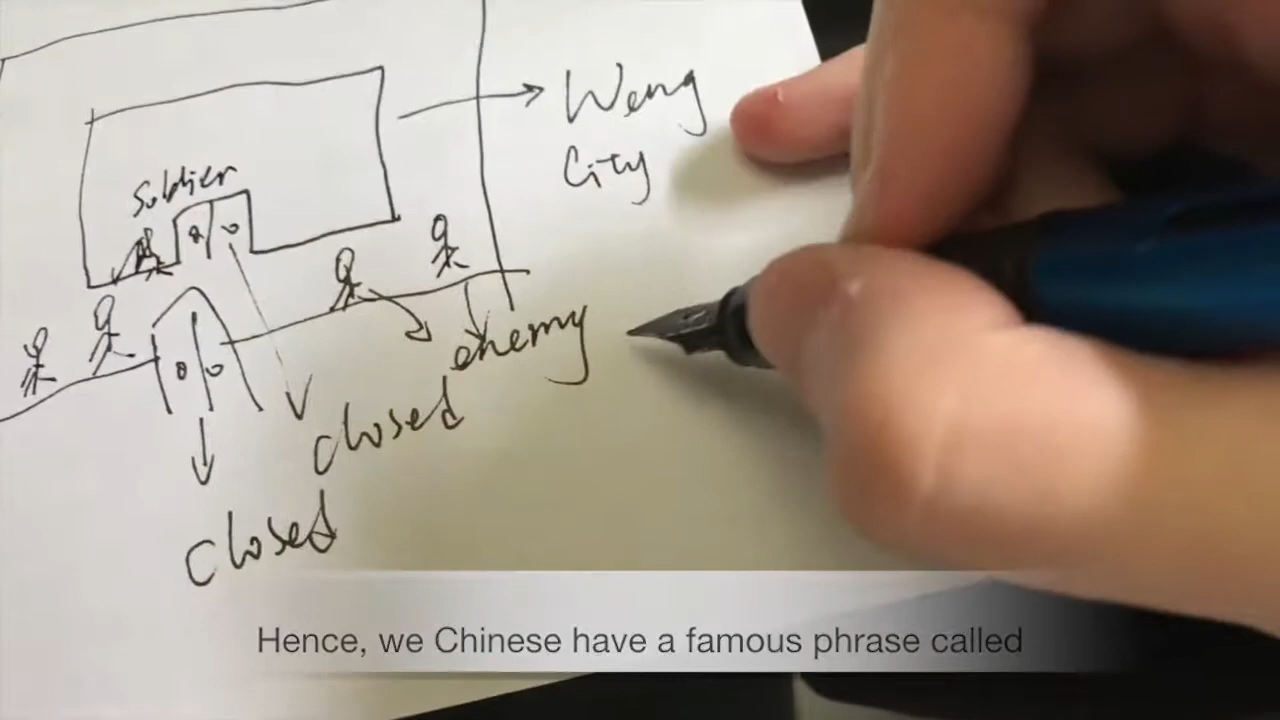 Weng
City
Soldier
enemy
closed
closed
Hence, we Chinese have a famous phrase called